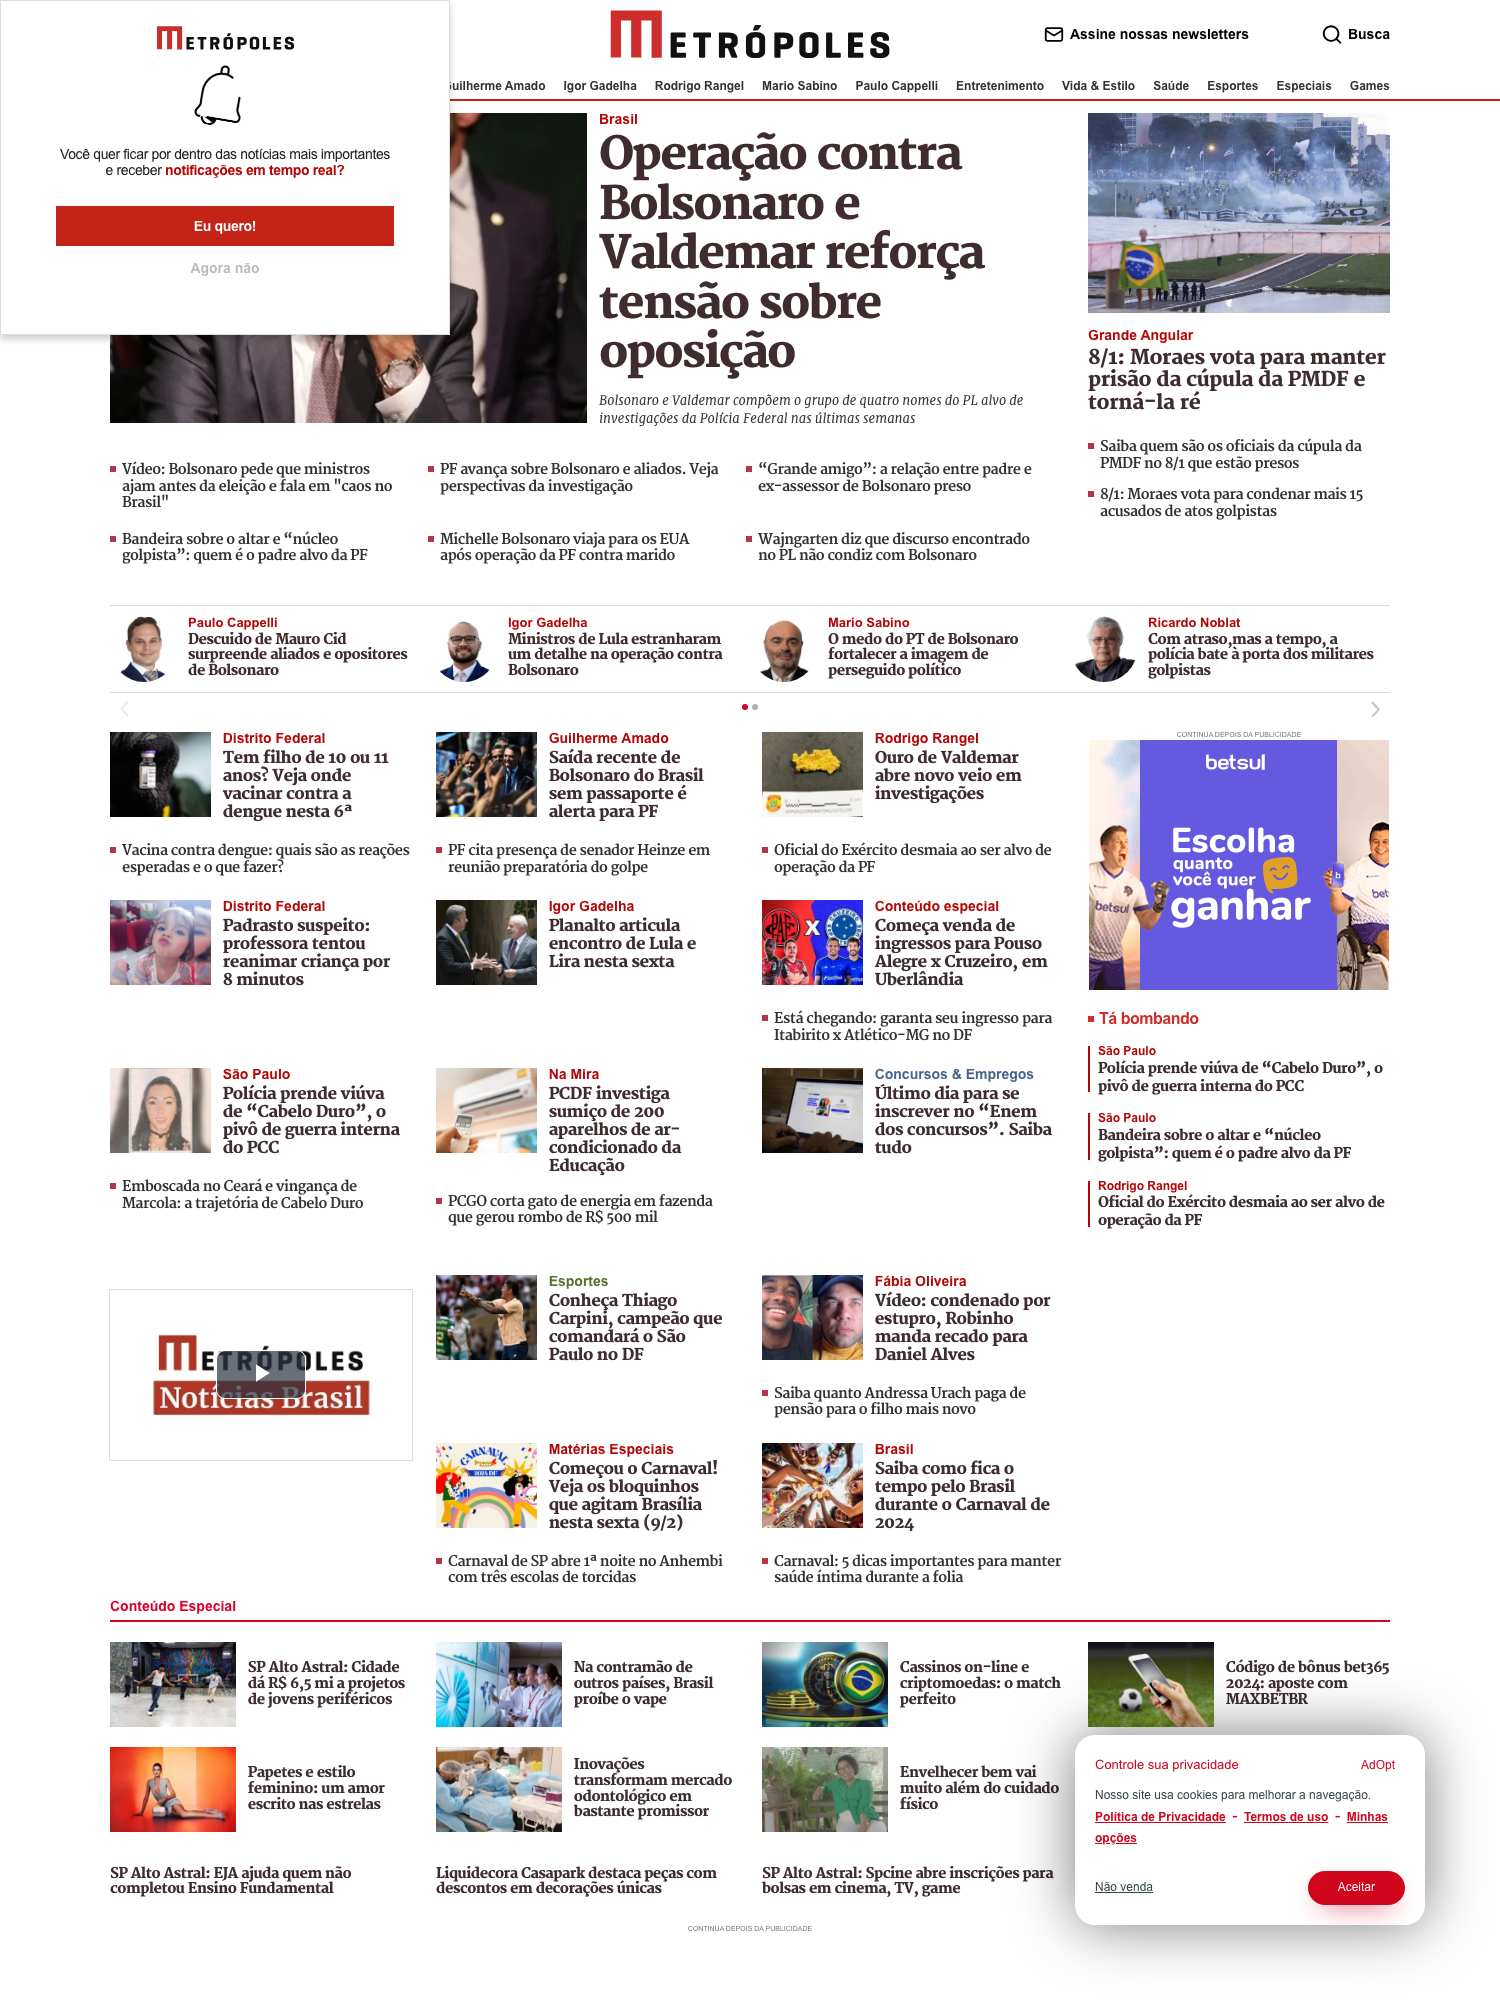 METRÓPOLES
Você quer ficar por dentro das notícias mais importantes
e receber notificações em tempo real?
Eu quero!
Agora não
METRÓPOLES
Assine nossas newsletters
Busca
Guilherme Amado Igor Gadelha Rodrigo Rangel Mario Sabino Paulo Cappelli Entretenimento Vida & Estilo Saúde Esportes Especiais Games
Brasil
Operação contra
Bolsonaro e
Valdemar reforça
tensão sobre
oposição
Bolsonaro e Valdemar compõem o grupo de quatro nomes do PL alvo de
investigações da Polícia Federal nas últimas semanas
Grande Angular
8/1: Moraes vota para manter
prisão da cúpula da PMDF e
torná-la ré
Saiba quem são os oficiais da cúpula da
PMDF no 8/1 que estão presos
8/1: Moraes vota para condenar mais 15
acusados de atos golpistas
Vídeo: Bolsonaro pede que ministros
ajam antes da eleição e fala em "caos no
Brasil"
PF avança sobre Bolsonaro e aliados. Veja
perspectivas da investigação
“Grande amigo”: a relação entre padre e
ex-assessor de Bolsonaro preso
Bandeira sobre o altar e “núcleo
golpista”: quem é o padre alvo da PF
Michelle Bolsonaro viaja para os EUA
após operação da PF contra marido
Wajngarten diz que discurso encontrado
no PL não condiz com Bolsonaro
Paulo Cappelli
Descuido de Mauro Cid
surpreende aliados e opositores
de Bolsonaro
Igor Gadelha
Ministros de Lula estranharam
um detalhe na operação contra
Bolsonaro
Mario Sabino
O medo do PT de Bolsonaro
fortalecer a imagem de
perseguido político
Ricardo Noblat
Com atraso,mas a tempo, a
polícia bate à porta dos militares
golpistas
Distrito Federal
Tem filho de 10 ou 11
anos? Veja onde
vacinar contra a
dengue nesta 6ª
Vacina contra dengue: quais são as reações
esperadas e o que fazer?
Guilherme Amado
Saída recente de
Bolsonaro do Brasil
sem passaporte é
alerta para PF
PF cita presença de senador Heinze em
reunião preparatória do golpe
Rodrigo Rangel
Ouro de Valdemar
abre novo veio em
investigações
Oficial do Exército desmaia ao ser alvo de
operação da PF
CONTINUA DEPOIS DA PUBLICIDADE
betsul
Escolha
quanto
você quer
ganhar
betsul
b
bet
Distrito Federal
Padrasto suspeito:
professora tentou
reanimar criança por
8 minutos
Igor Gadelha
Planalto articula
encontro de Lula e
Lira nesta sexta
PAFC
X
CRUZEIRO
Conteúdo especial
Começa venda de
ingressos para Pouso
Alegre x Cruzeiro, em
Uberlândia
Está chegando: garanta seu ingresso para
Itabirito x Atlético-MG no DF
Tá bombando
São Paulo
Polícia prende viúva de “Cabelo Duro”, o
pivô de guerra interna do PCC
São Paulo
Bandeira sobre o altar e “núcleo
golpista”: quem é o padre alvo da PF
Rodrigo Rangel
Oficial do Exército desmaia ao ser alvo de
operação da PF
São Paulo
Polícia prende viúva
de “Cabelo Duro”, o
pivô de guerra interna
do PCC
Emboscada no Ceará e vingança de
Marcola: a trajetória de Cabelo Duro
Na Mira
PCDF investiga
sumiço de 200
aparelhos de ar-
condicionado da
Educação
PCGO corta gato de energia em fazenda
que gerou rombo de R$ 500 mil
Concursos & Empregos
Último dia para se
inscrever no “Enem
dos concursos”. Saiba
tudo
METRÓPOLES
Notícias Brasil
Esportes
Conheça Thiago
Carpini, campeão que
comandará o São
Paulo no DF
Fábia Oliveira
Vídeo: condenado por
estupro, Robinho
manda recado para
Daniel Alves
Saiba quanto Andressa Urach paga de
pensão para o filho mais novo
CARNAVAL
Matérias Especiais
Começou o Carnaval!
Veja os bloquinhos
que agitam Brasília
nesta sexta (9/2)
Carnaval de SP abre 1ª noite no Anhembi
com três escolas de torcidas
Brasil
Saiba como fica o
tempo pelo Brasil
durante o Carnaval de
2024
Carnaval: 5 dicas importantes para manter
saúde íntima durante a folia
Conteúdo Especial
SP Alto Astral: Cidade
dá R$ 6,5 mi a projetos
de jovens periféricos
Na contramão de
outros países, Brasil
proíbe o vape
Cassinos on-line e
criptomoedas: o match
perfeito
Código de bônus bet365
2024: aposte com
MAXBETBR
Papetes e estilo
feminino: um amor
escrito nas estrelas
Inovações
transformam mercado
odontológico em
bastante promissor
Envelhecer bem vai
muito além do cuidado
físico
SP Alto Astral: EJA ajuda quem não
completou Ensino Fundamental
Liquidecora Casapark destaca peças com
descontos em decorações únicas
SP Alto Astral: Spcine abre inscrições para
bolsas em cinema, TV, game
Controle sua privacidade
AdOpt
Nosso site usa cookies para melhorar a navegação.
Política de Privacidade - Termos de uso - Minhas
opções
Não venda
Aceitar
CONTINUA DEPOIS DA PUBLICIDADE